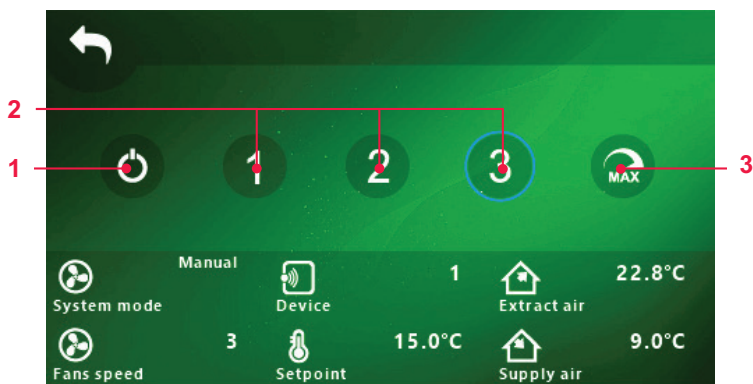 2
1
1 2 3 MAX
3
Manual 1 22.8°C
System mode Device Extract air
3 15.0°C 9.0°C
Fans speed Setpoint Supply air